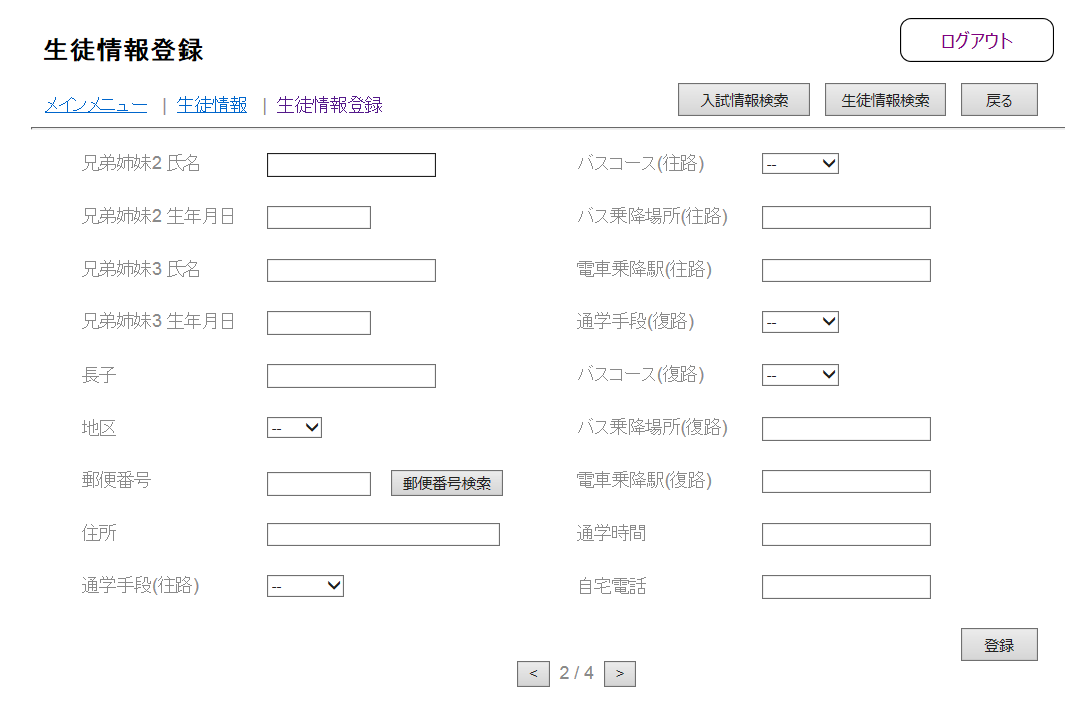 生徒情報登録
ログアウト
メインメニュー | 生徒情報 | 生徒情報登録
入試情報検索 生徒情報検索 戻る
兄弟姉妹2 氏名
兄弟姉妹2 生年月日
兄弟姉妹3 氏名
兄弟姉妹3 生年月日
長子
地区 --
郵便番号 郵便番号検索
住所
通学手段(往路) --
バスコース(往路) --
バス乗降場所(往路)
電車乗降駅(往路)
通学手段(復路) --
バスコース(復路) --
バス乗降場所(復路)
電車乗降駅(復路)
通学時間
自宅電話
登録
< 2 / 4 >